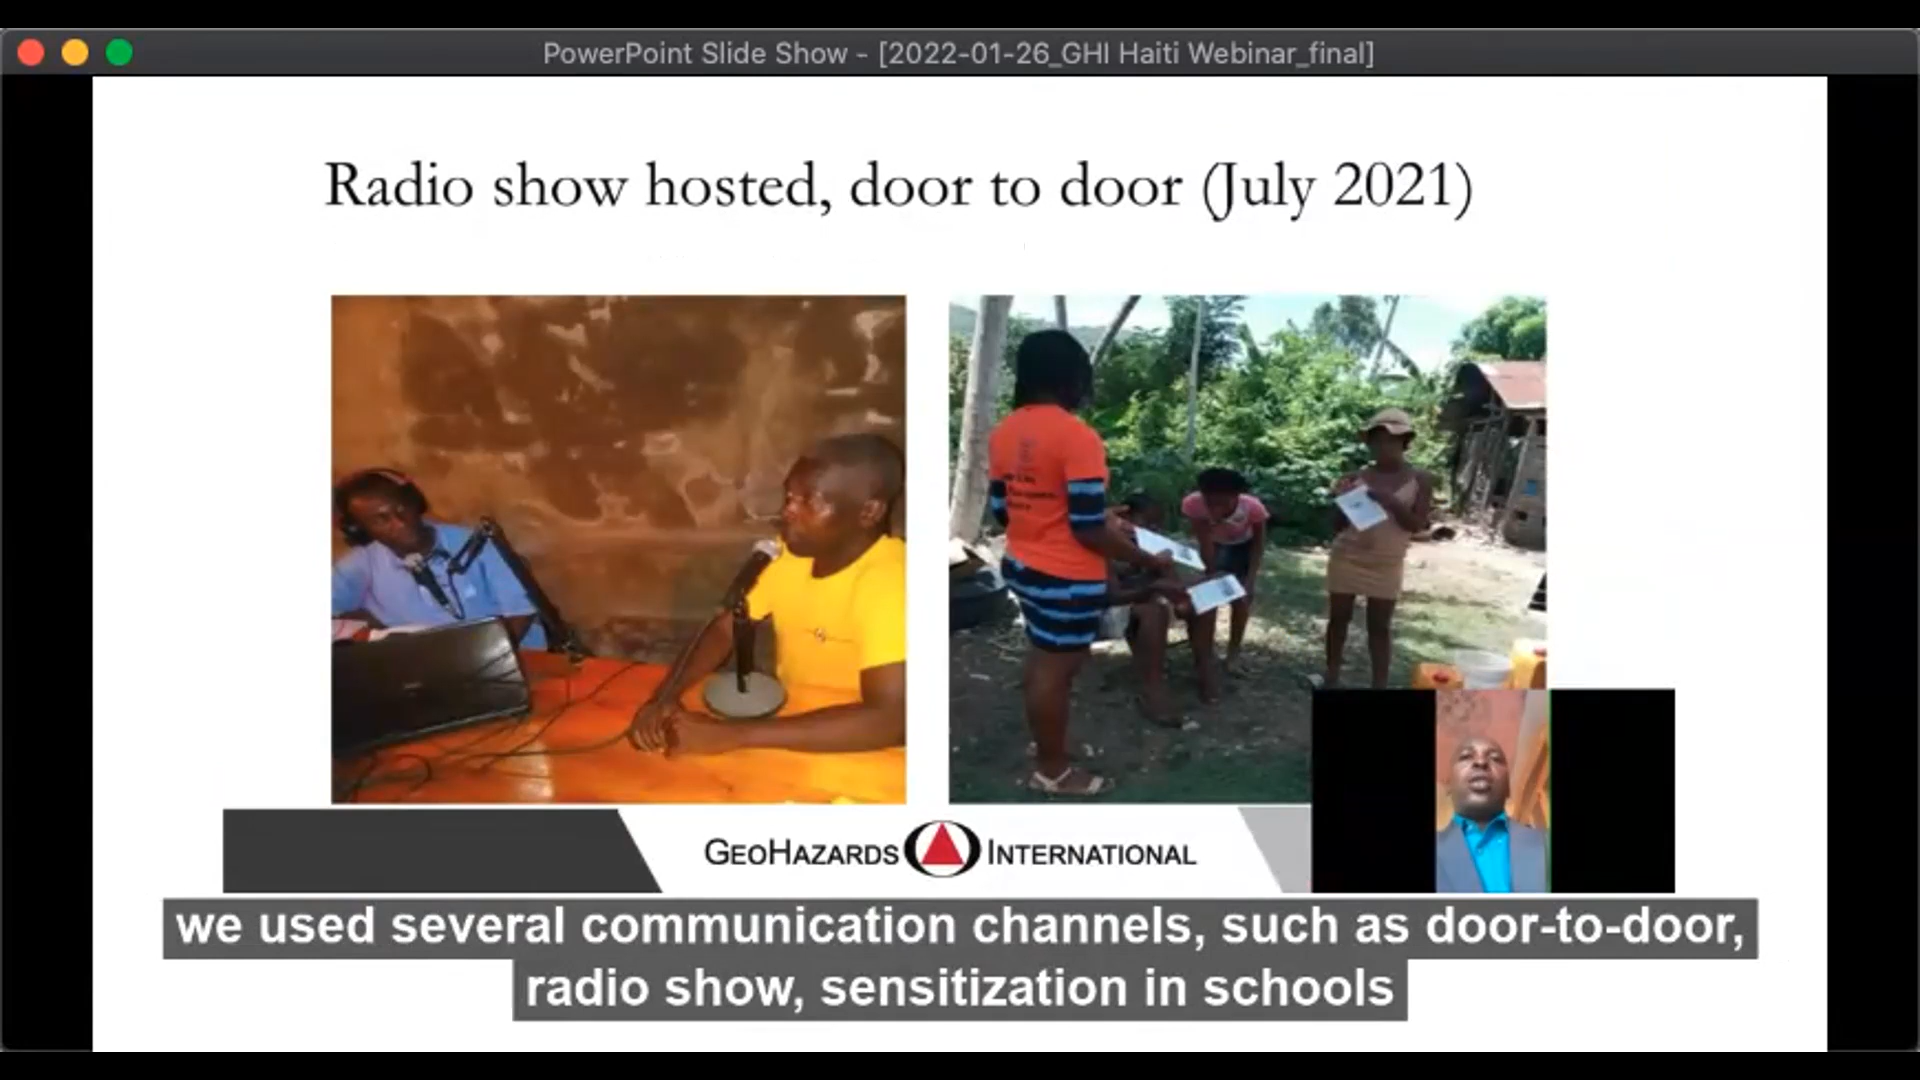 PowerPoint Slide Show - [2022-01-26_GHI Haiti Webinar_final]
Radio show hosted, door to door (July 2021)
GEOHAZARDS INTERNATIONAL
we used several communication channels, such as door-to-door,
radio show, sensitization in schools